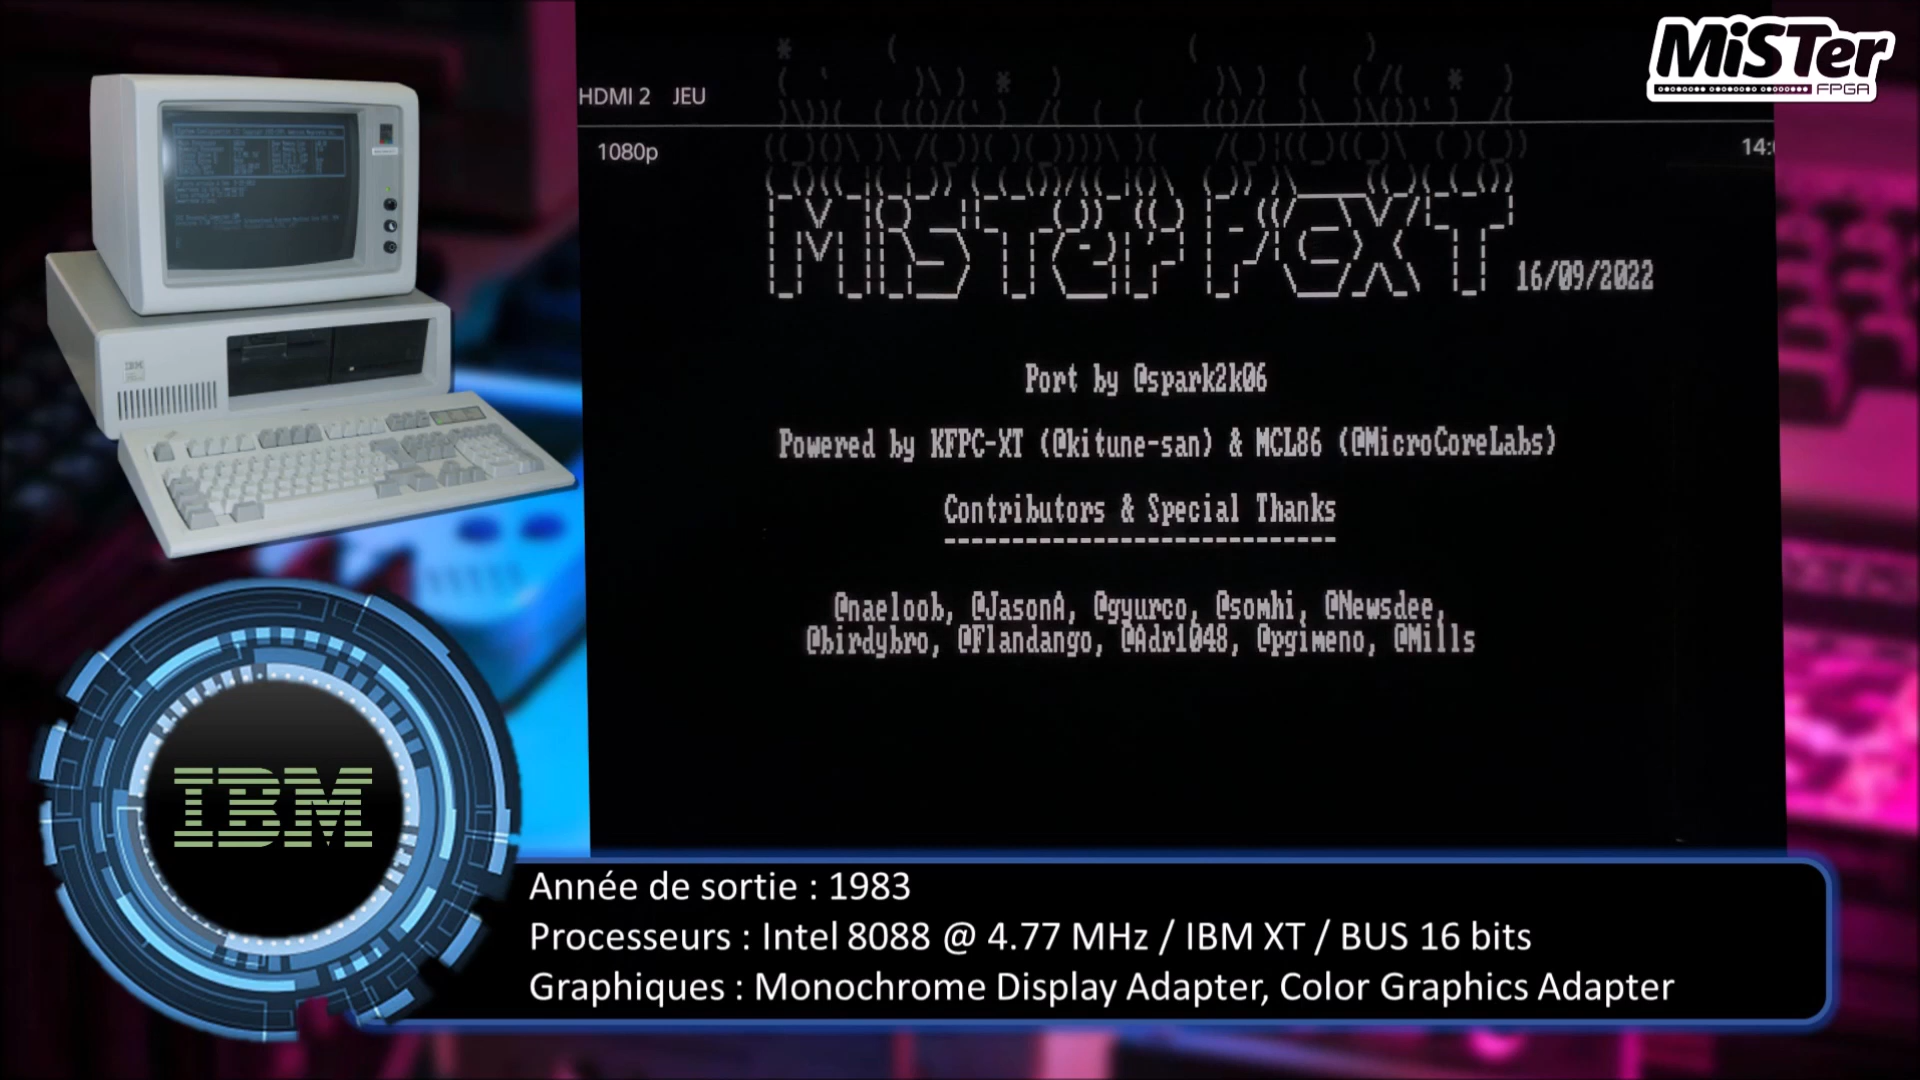 MiSTer
FPGA
HDMI 2 JEU
1080p
14:
MiSTer PCXT
16/09/2022
Port by @spark2k06
Powered by KFPC-XT (@kitune-san) & MCL86 (@MicroCoreLabs)
Contributors & Special Thanks
@naeloob, @JasonA, @gyurco, @somhi, @Newsdee,
@birdybro, @Flandango, @Adr1048, @pgimeno, @Mills
IBM
IBM
Année de sortie : 1983
Processeurs : Intel 8088 @ 4.77 MHz / IBM XT / BUS 16 bits
Graphiques : Monochrome Display Adapter, Color Graphics Adapter